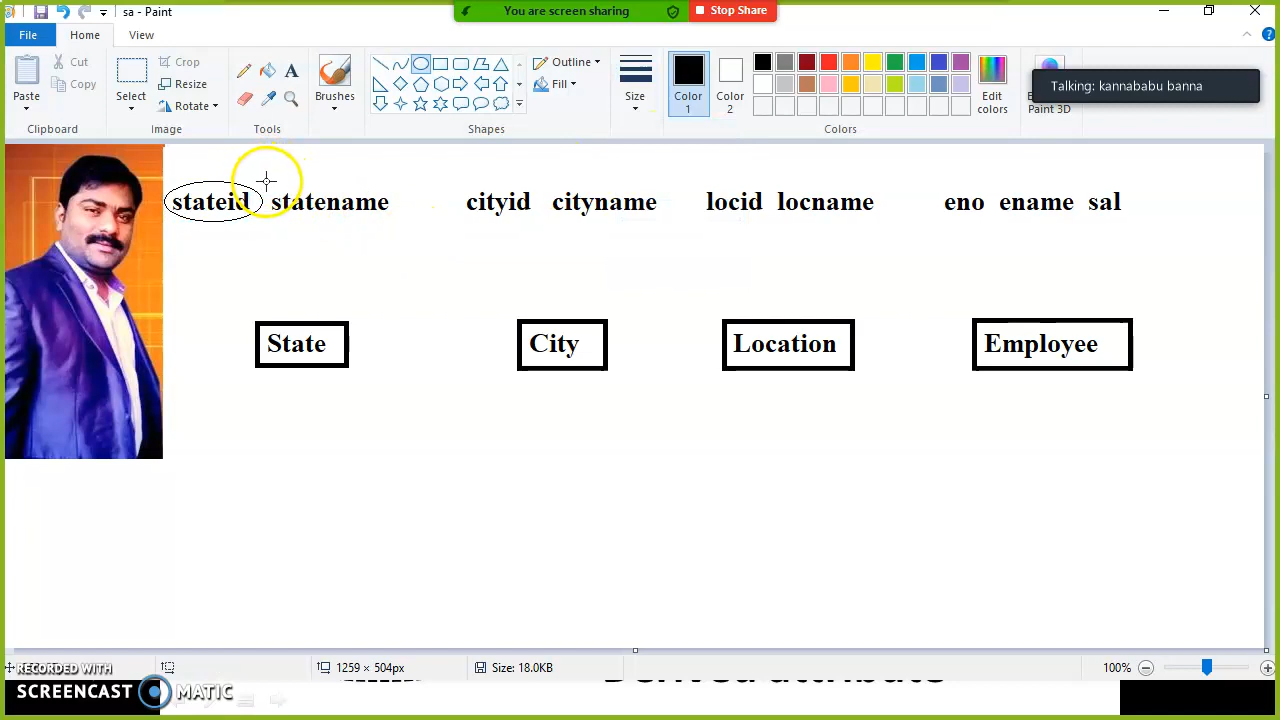 sa - Paint
You are screen sharing
Stop Share
File Home View
Paste
Cut
Copy
Clipboard
Select
Crop
Resize
Rotate
Image
Tools
Brushes
Shapes
Outline
Fill
Size
Color 1
Color 2
Colors
Edit colors
Paint 3D
Talking: kannababu banna
stateid statename cityid cityname locid locname eno ename sal
State City Location Employee
1259 × 504px
Size: 18.0KB
100%
RECORDED WITH
SCREENCAST MATIC
Derived attribute